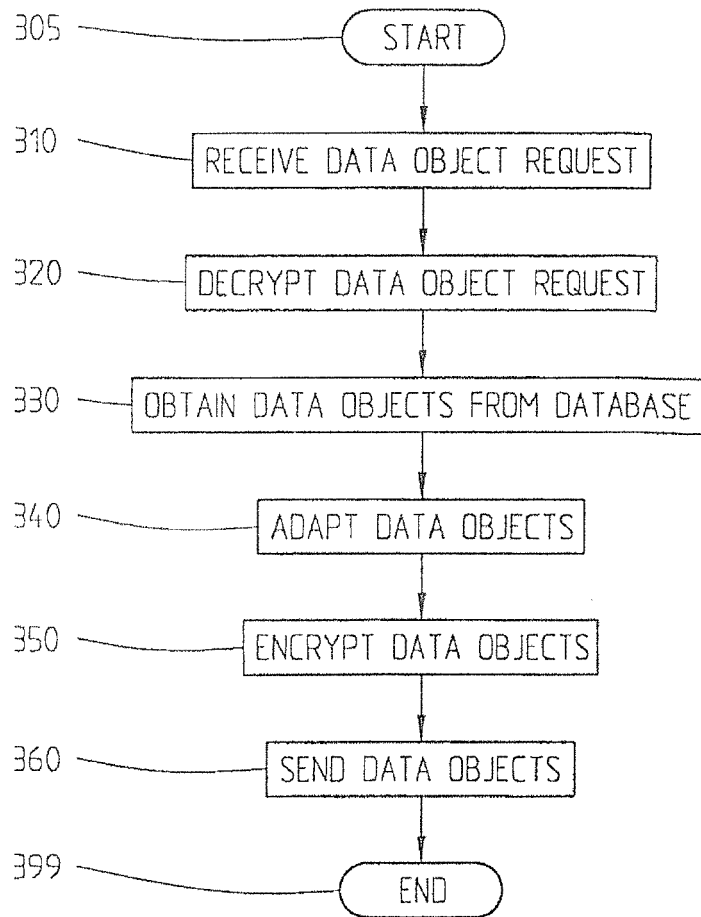 305 START
310 RECEIVE DATA OBJECT REQUEST
320 DECRYPT DATA OBJECT REQUEST
330 OBTAIN DATA OBJECTS FROM DATABASE
340 ADAPT DATA OBJECTS
350 ENCRYPT DATA OBJECTS
360 SEND DATA OBJECTS
399 END